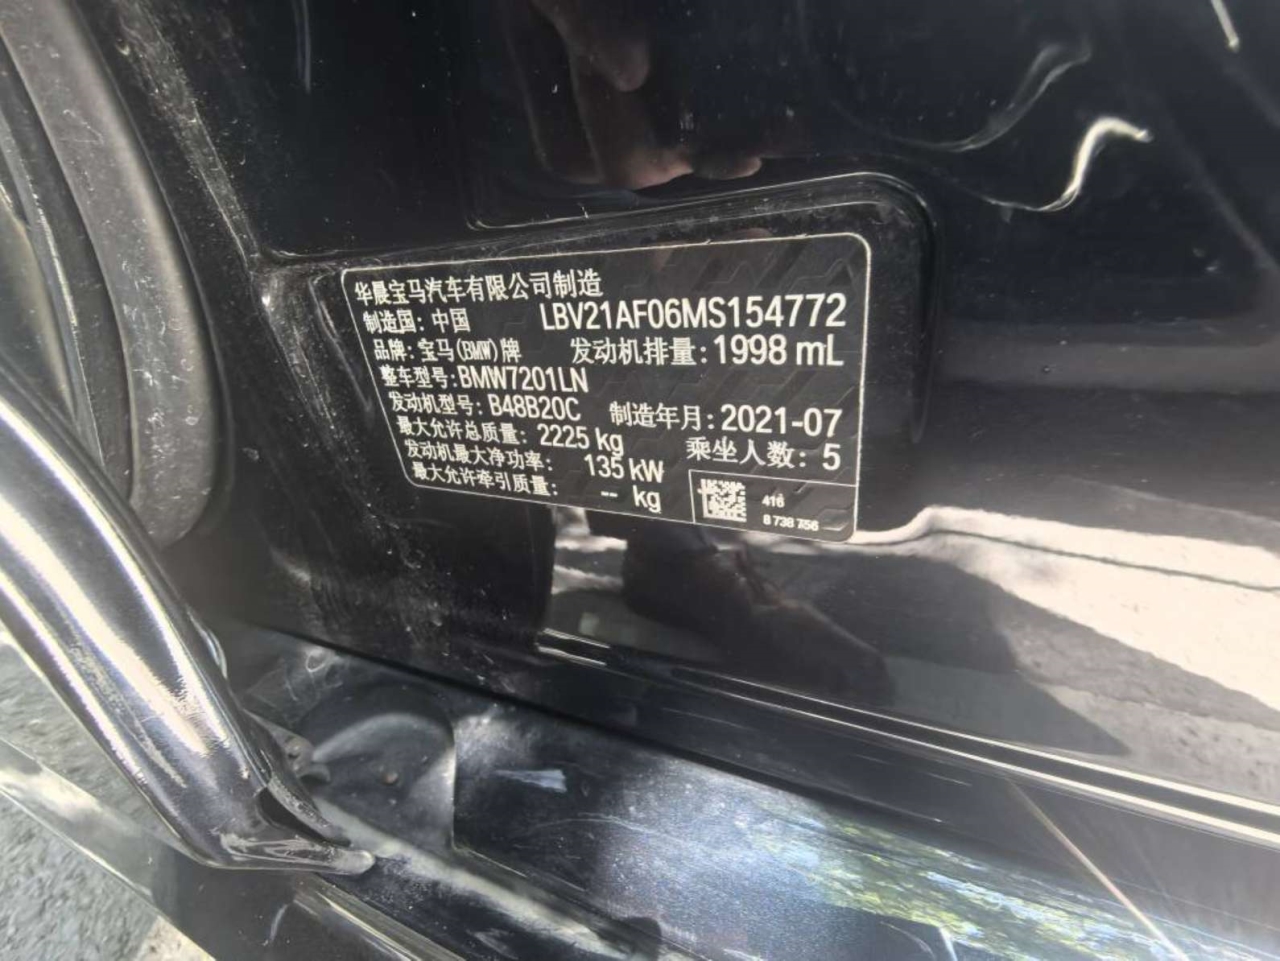 华晨宝马汽车有限公司制造
制造国：中国 LBV21AF06MS154772
品牌：宝马(BMW)牌 发动机排量：1998 mL
整车型号：BMW7201LN
发动机型号：B48B20C 制造年月：2021-07
最大允许总质量：2225 kg 乘坐人数：5
发动机最大净功率：135 kW
最大允许牵引质量：-- kg
416
8 738 756